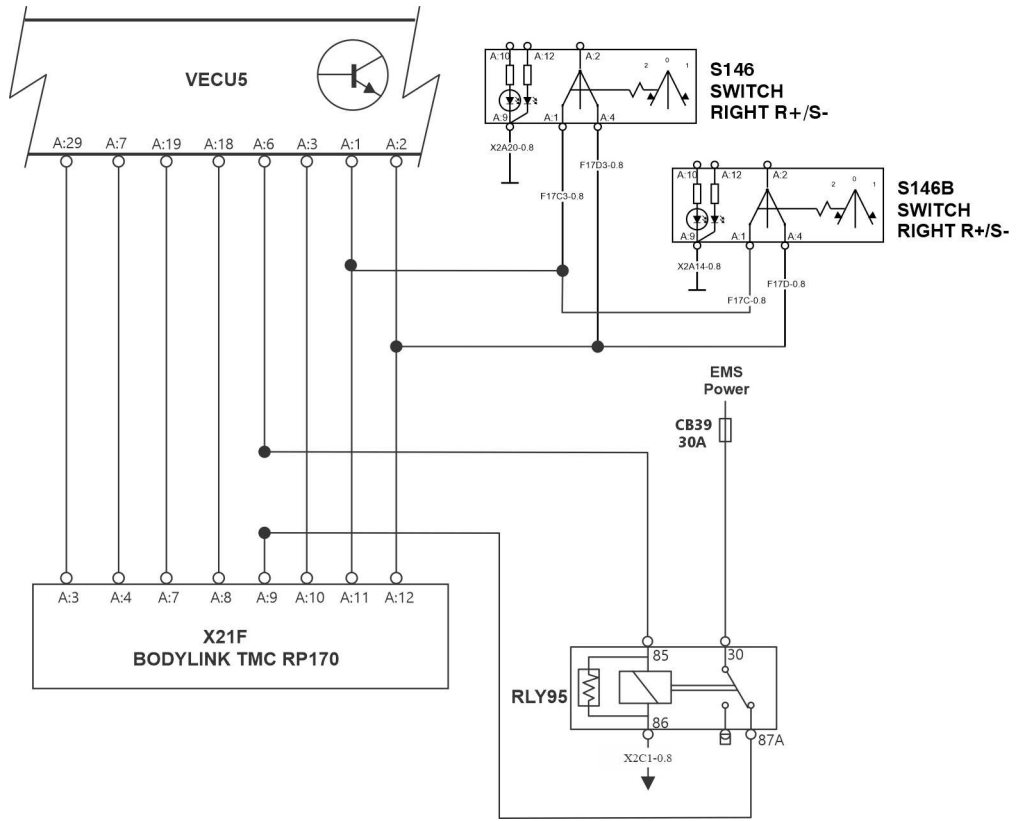 VECU5
A:29 A:7 A:19 A:18 A:6 A:3 A:1 A:2
A:10 A:12 A:2
2 0 1
A:9 A:1 A:4
S146
SWITCH
RIGHT R+/S-
X2A20-0.8
F17D3-0.8
F17C3-0.8
A:10 A:12 A:2
2 0 1
A:9 A:1 A:4
S146B
SWITCH
RIGHT R+/S-
X2A14-0.8
F17D-0.8
F17C-0.8
EMS
Power
CB39
30A
A:3 A:4 A:7 A:8 A:9 A:10 A:11 A:12
X21F
BODYLINK TMC RP170
RLY95
85 30
86
87A
X2C1-0.8